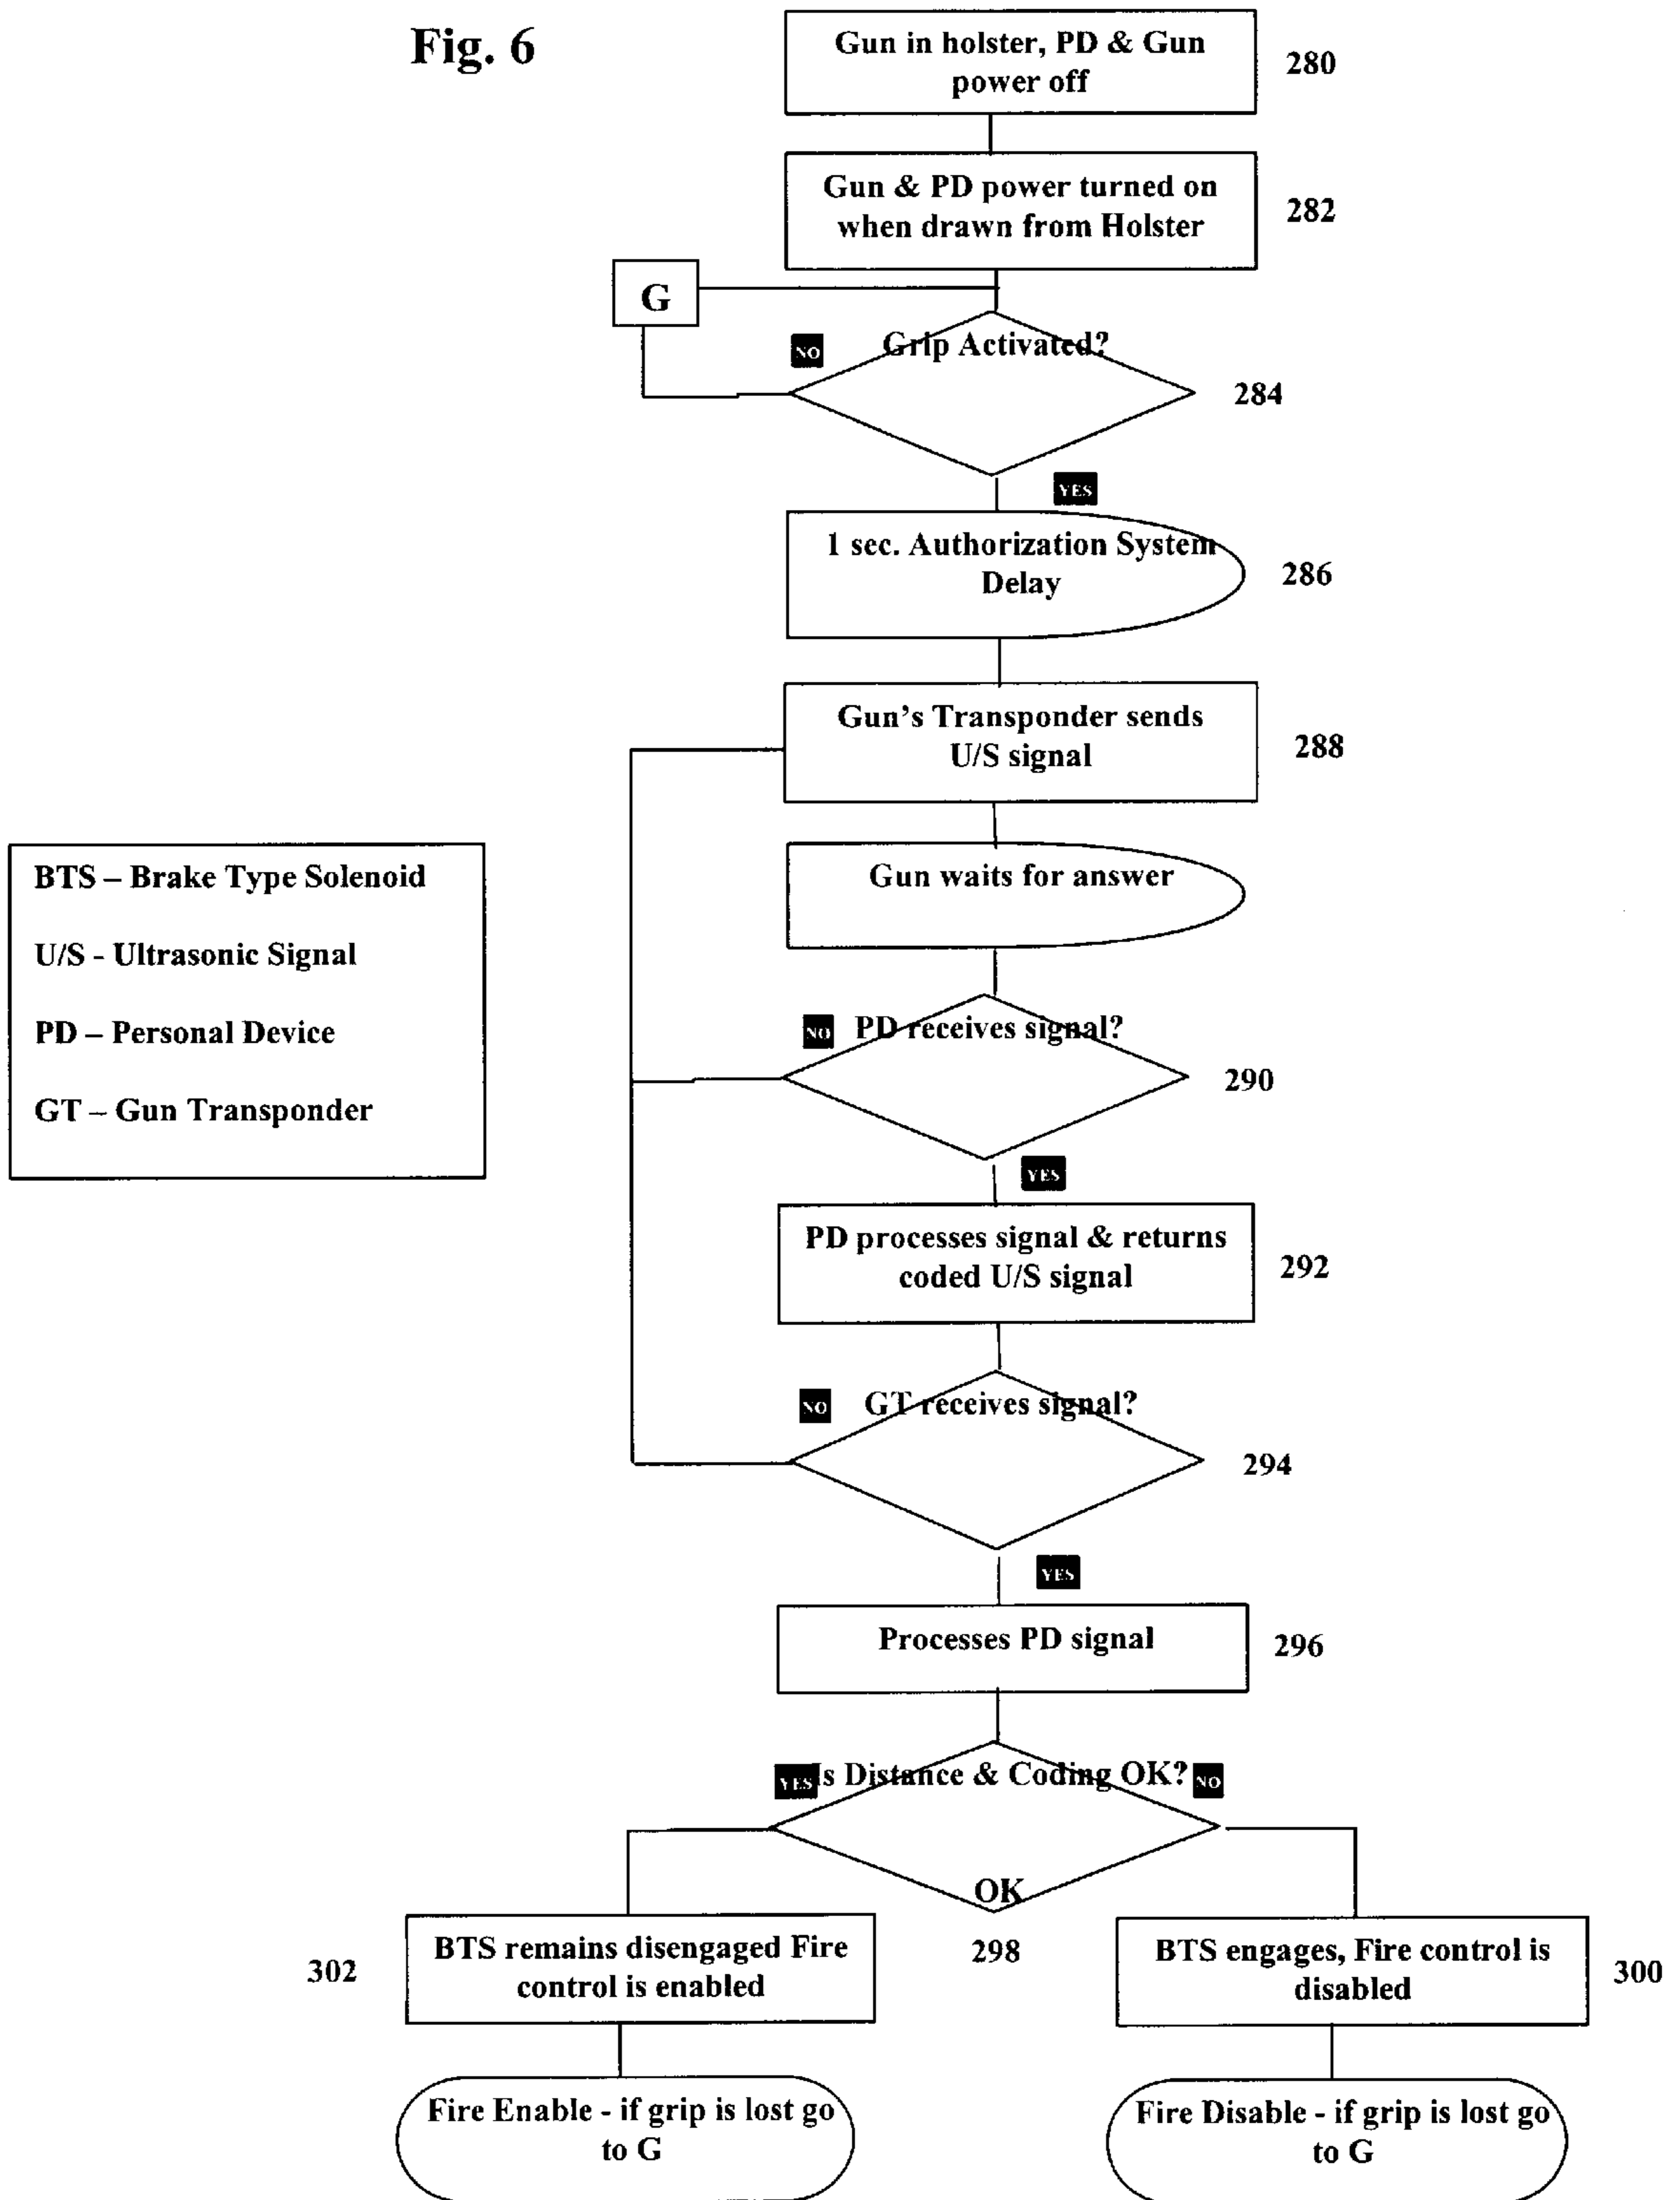 Fig. 6
Gun in holster, PD & Gun
power off
280
Gun & PD power turned on
when drawn from Holster
282
G
NO
Grip Activated?
284
YES
1 sec. Authorization System
Delay
286
Gun's Transponder sends
U/S signal
288
BTS – Brake Type Solenoid
U/S - Ultrasonic Signal
PD – Personal Device
GT – Gun Transponder
Gun waits for answer
NO
PD receives signal?
290
YES
PD processes signal & returns
coded U/S signal
292
NO
GT receives signal?
294
YES
Processes PD signal
296
YES
Is Distance & Coding OK?
NO
OK
298
302
BTS remains disengaged Fire
control is enabled
BTS engages, Fire control is
disabled
300
Fire Enable - if grip is lost go
to G
Fire Disable - if grip is lost go
to G